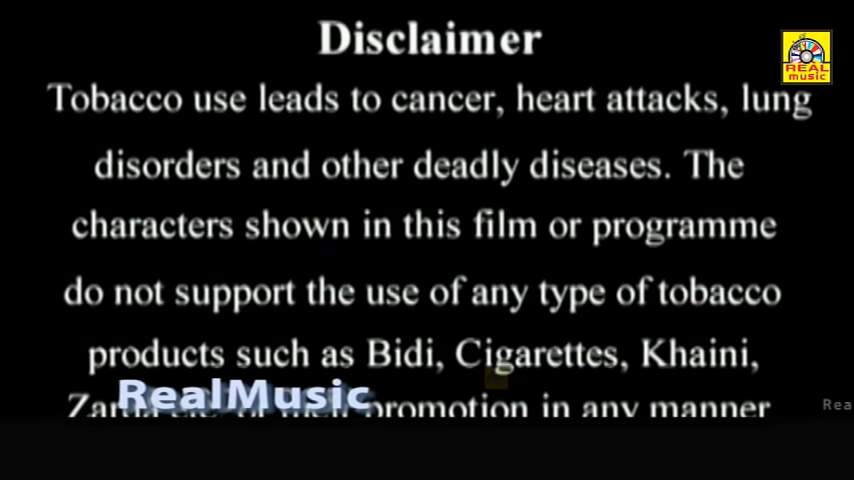 Disclaimer
REAL
music
Tobacco use leads to cancer, heart attacks, lung
disorders and other deadly diseases. The
characters shown in this film or programme
do not support the use of any type of tobacco
products such as Bidi, Cigarettes, Khaini,
RealMusic
promotion in any manner
Rea